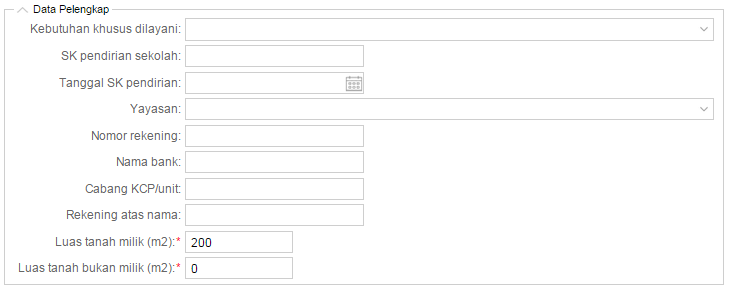 Data Pelengkap
Kebutuhan khusus dilayani:
SK pendirian sekolah:
Tanggal SK pendirian:
Yayasan:
Nomor rekening:
Nama bank:
Cabang KCP/unit:
Rekening atas nama:
Luas tanah milik (m2):* 200
Luas tanah bukan milik (m2):* 0